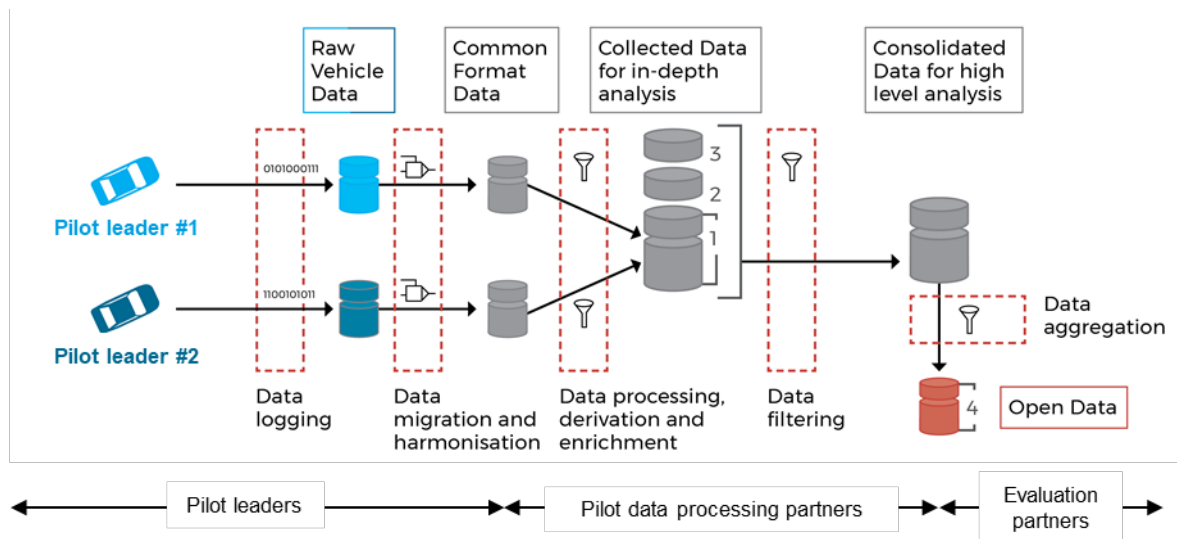 Raw
Vehicle
Data
Common
Format
Data
Collected Data
for in-depth
analysis
Consolidated
Data for high
level analysis
3
2
1
0101000111
Pilot leader #1
1100101011
Pilot leader #2
Data
aggregation
4
Open Data
Data
logging
Data
migration and
harmonisation
Data processing,
derivation and
enrichment
Data
filtering
Pilot leaders
Pilot data processing partners
Evaluation
partners